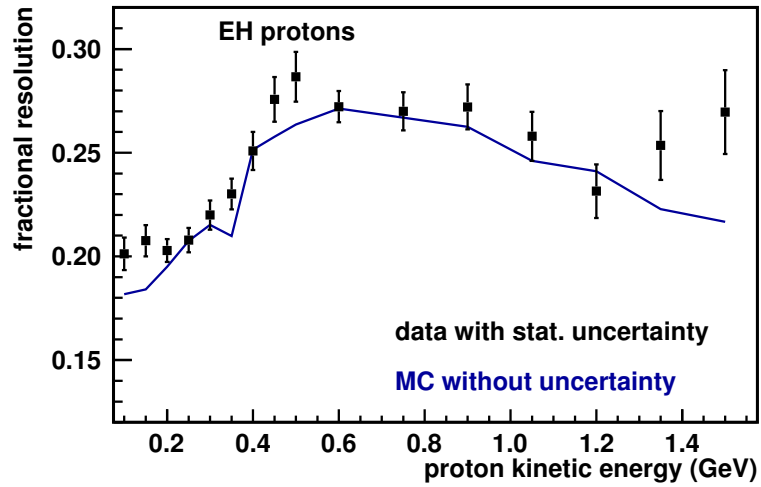 EH protons
fractional resolution
0.30
0.25
0.20
0.15
data with stat. uncertainty
MC without uncertainty
0.2 0.4 0.6 0.8 1.0 1.2 1.4
proton kinetic energy (GeV)